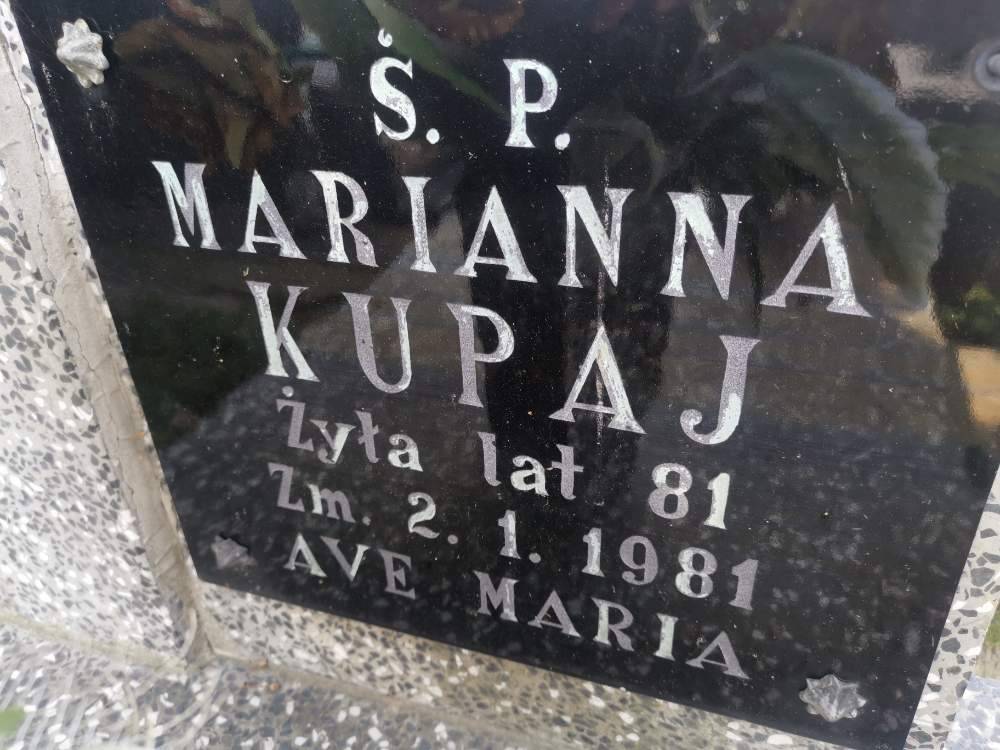 Ś. P.
MARIANNA
KUPAJ
Żyła lat 81
Zm. 2. 1. 1981
AVE MARIA